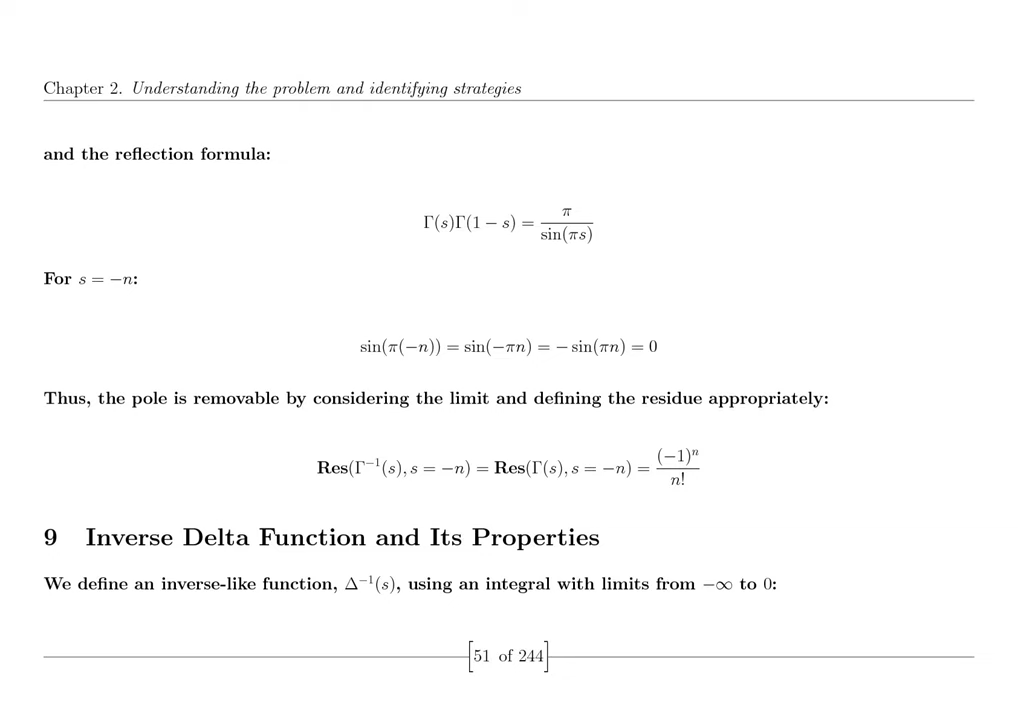 Chapter 2. Understanding the problem and identifying strategies
and the reflection formula:
Γ(s)Γ(1 − s) = π / sin(πs)
For s = −n:
sin(π(−n)) = sin(−πn) = − sin(πn) = 0
Thus, the pole is removable by considering the limit and defining the residue appropriately:
Res(Γ⁻¹(s), s = −n) = Res(Γ(s), s = −n) = (−1)ⁿ / n!
9 Inverse Delta Function and Its Properties
We define an inverse-like function, Δ⁻¹(s), using an integral with limits from −∞ to 0:
[51 of 244]